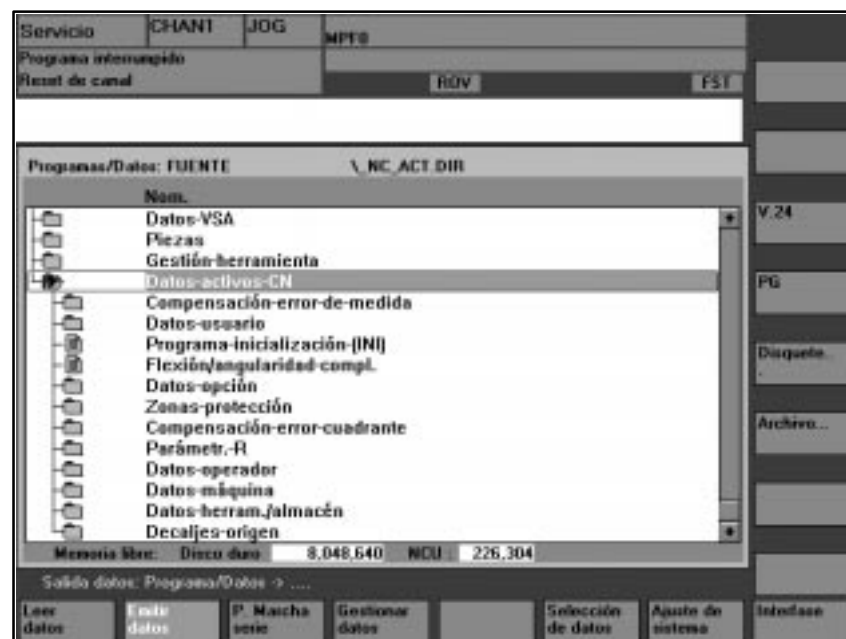 Servicio CHAN1 JOG MPF0
Programa interrumpido
Reset de canal ROV FST
Programas/Datos: FUENTE \_NC_ACT.DIR
Nom.
Datos-VSA
Piezas
Gestión-herramienta
Datos-activos-CN
Compensación-error-de-medida
Datos-usuario
Programa-inicialización-(INI)
Flexión/angularidad-compl.
Datos-opción
Zonas-protección
Compensación-error-cuadrante
Parámetr.-R
Datos-operador
Datos-máquina
Datos-herram./almacén
Decaljes-origen
Memoria libre: Disco duro : 8,048,640 NCU : 226,304
Salida datos: Programa/Datos -> ....
V.24
PG
Disquete..
.
Archivo...
Interfase
Leer datos
Emitir datos
P. Marcha serie
Gestionar datos
Selección de datos
Ajuste de sistema